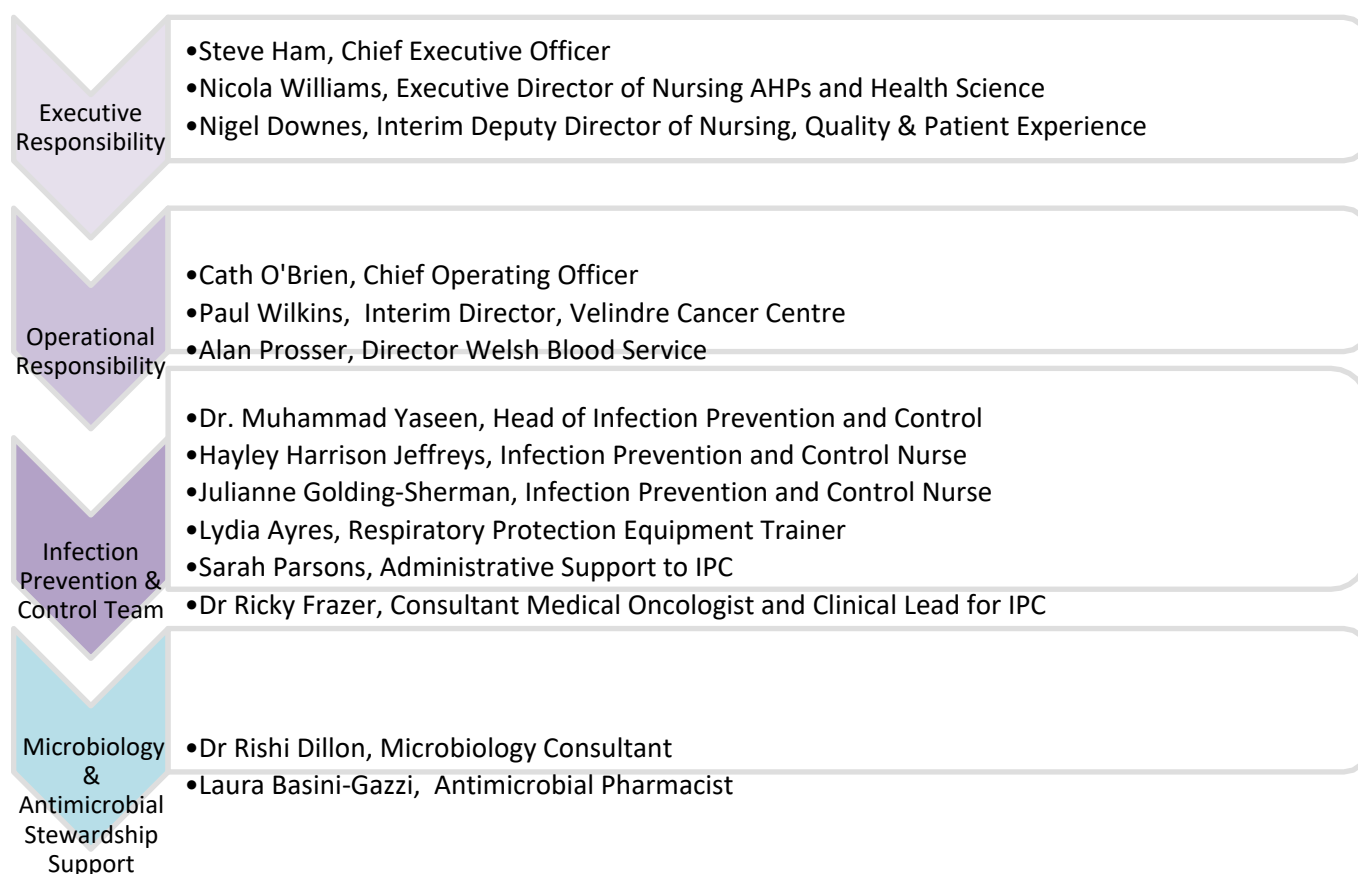 Executive
Responsibility
•Steve Ham, Chief Executive Officer
•Nicola Williams, Executive Director of Nursing AHPs and Health Science
•Nigel Downes, Interim Deputy Director of Nursing, Quality & Patient Experience
Operational
Responsibility
•Cath O'Brien, Chief Operating Officer
•Paul Wilkins,  Interim Director, Velindre Cancer Centre
•Alan Prosser, Director Welsh Blood Service
Infection
Prevention &
Control Team
•Dr. Muhammad Yaseen, Head of Infection Prevention and Control
•Hayley Harrison Jeffreys, Infection Prevention and Control Nurse
•Julianne Golding-Sherman, Infection Prevention and Control Nurse
•Lydia Ayres, Respiratory Protection Equipment Trainer
•Sarah Parsons, Administrative Support to IPC
•Dr Ricky Frazer, Consultant Medical Oncologist and Clinical Lead for IPC
Microbiology
&
Antimicrobial
Stewardship
Support
•Dr Rishi Dillon, Microbiology Consultant
•Laura Basini-Gazzi,  Antimicrobial Pharmacist